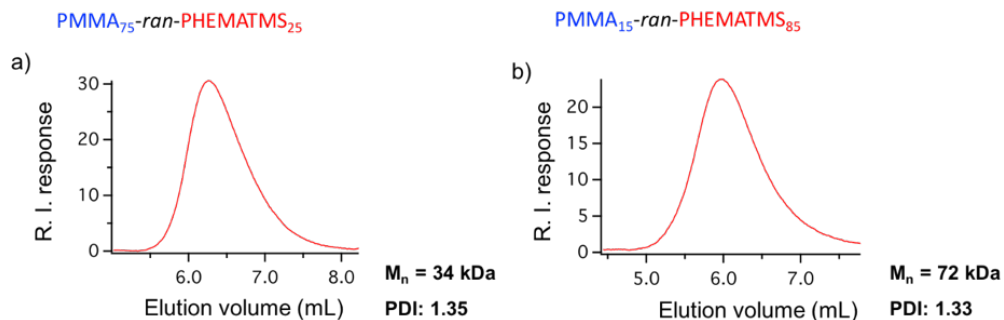 PMMA75-ran-PHEMATMS25
PMMA15-ran-PHEMATMS85
a)
b)
R. I. response
30
20
10
0
6.0
7.0
8.0
Elution volume (mL)
Mn = 34 kDa
PDI: 1.35
R. I. response
20
15
10
5
0
5.0
6.0
7.0
Elution volume (mL)
Mn = 72 kDa
PDI: 1.33